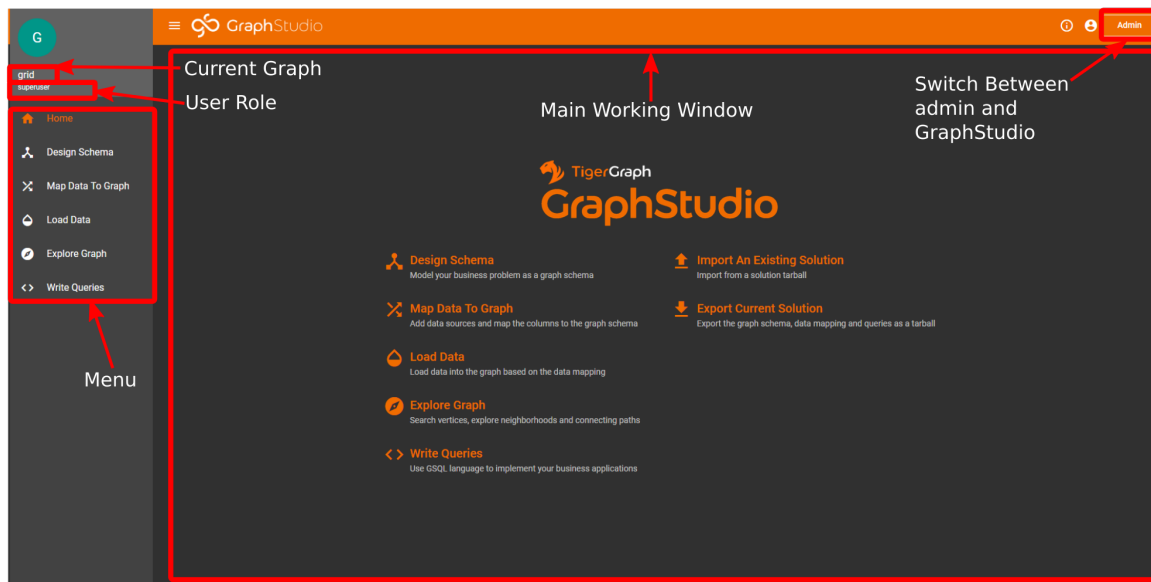 G
GraphStudio
Admin
grid
superuser
Current Graph
User Role
Main Working Window
Switch Between
admin and
GraphStudio
Home
Design Schema
Map Data To Graph
Load Data
Explore Graph
Write Queries
Menu
TigerGraph
GraphStudio
Design Schema
Model your business problem as a graph schema
Map Data To Graph
Add data sources and map the columns to the graph schema
Load Data
Load data into the graph based on the data mapping
Explore Graph
Search vertices, explore neighborhoods and connecting paths
Write Queries
Use GSQL language to implement your business applications
Import An Existing Solution
Import from a solution tarball
Export Current Solution
Export the graph schema, data mapping and queries as a tarball